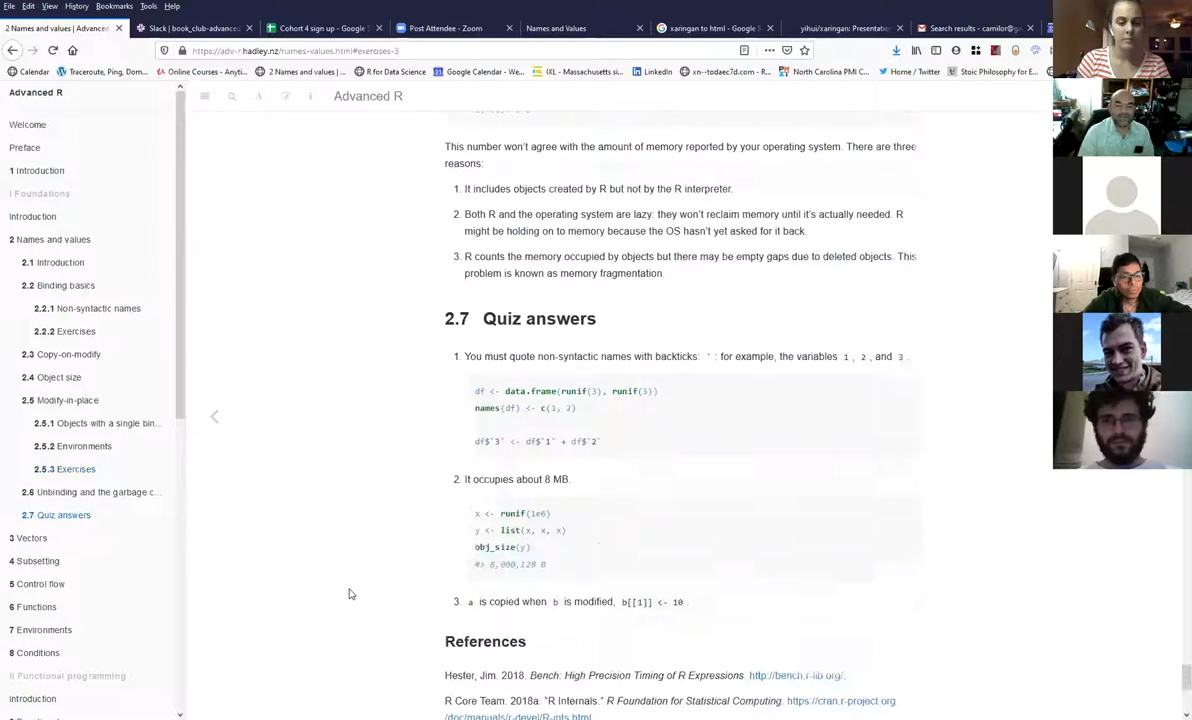 File Edit View History Bookmarks Tools Help
2 Names and values | Advanced
Slack | book_club-advanced
Cohort 4 sign up - Google S
Post Attendee - Zoom
Names and Values
xaringan to html - Google S
yihui/xaringan: Presentation
Search results - camilor@gn
https://adv-r.hadley.nz/names-values.html#exercises-3
Calendar
Traceroute, Ping, Dom...
Online Courses - Anyti...
2 Names and values | ...
R for Data Science
Google Calendar - We...
IXL - Massachusetts si...
LinkedIn
xn--todaec7d.com - R...
North Carolina PMI C...
Home / Twitter
Stoic Philosophy for E...
Advanced R
Welcome
Preface
1 Introduction
I Foundations
Introduction
2 Names and values
2.1 Introduction
2.2 Binding basics
2.2.1 Non-syntactic names
2.2.2 Exercises
2.3 Copy-on-modify
2.4 Object size
2.5 Modify-in-place
2.5.1 Objects with a single bin...
2.5.2 Environments
2.5.3 Exercises
2.6 Unbinding and the garbage c...
2.7 Quiz answers
3 Vectors
4 Subsetting
5 Control flow
6 Functions
7 Environments
8 Conditions
II Functional programming
Introduction
Advanced R
This number won't agree with the amount of memory reported by your operating system. There are three
reasons:
1. It includes objects created by R but not by the R interpreter.
2. Both R and the operating system are lazy: they won't reclaim memory until it's actually needed. R
might be holding on to memory because the OS hasn't yet asked for it back.
3. R counts the memory occupied by objects but there may be empty gaps due to deleted objects. This
problem is known as memory fragmentation.
2.7 Quiz answers
1. You must quote non-syntactic names with backticks: ` : for example, the variables 1 , 2 , and 3 .
df <- data.frame(runif(3), runif(3))
names(df) <- c(1, 2)
df$`3` <- df$`1` + df$`2`
2. It occupies about 8 MB.
x <- runif(1e6)
y <- list(x, x, x)
obj_size(y)
#> 8,000,128 B
3. a is copied when b is modified, b[[1]] <- 10 .
References
Hester, Jim. 2018. Bench: High Precision Timing of R Expressions. http://bench.r-lib.org/.
R Core Team. 2018a. "R Internals." R Foundation for Statistical Computing. https://cran.r-project.org
/doc/manuals/r-devel/R-ints.html